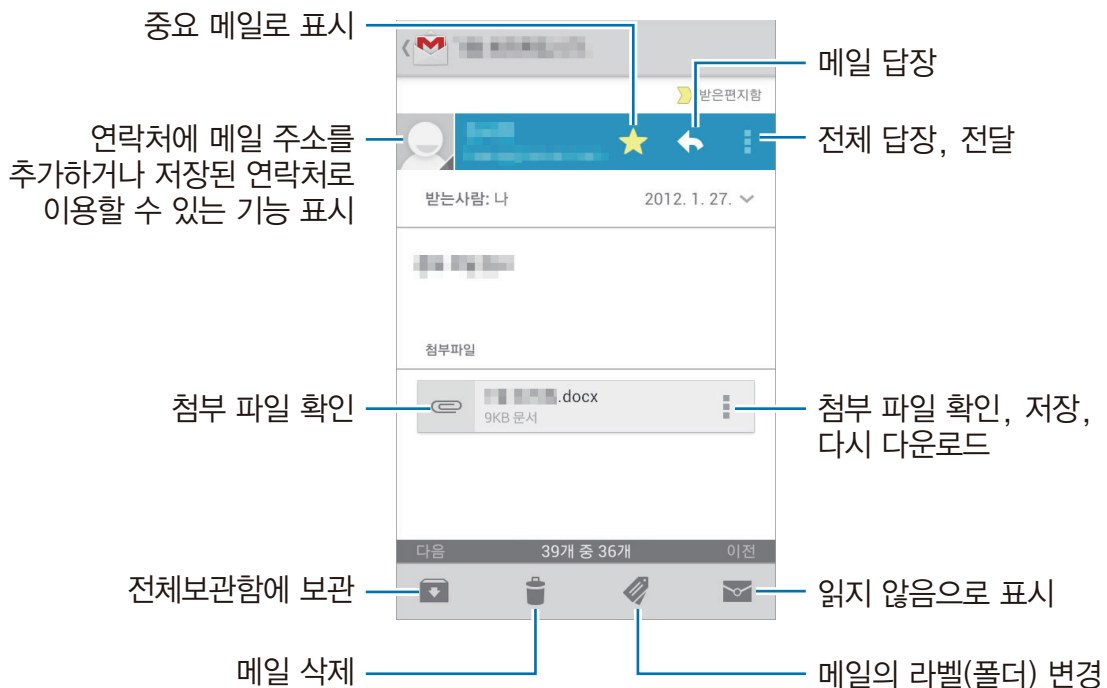 중요 메일로 표시
메일 답장
받은편지함
연락처에 메일 주소를
추가하거나 저장된 연락처로
이용할 수 있는 기능 표시
전체 답장, 전달
받는사람: 나
2012. 1. 27.
첨부파일
첨부 파일 확인
.docx
9KB 문서
첨부 파일 확인, 저장,
다시 다운로드
다음
39개 중 36개
이전
전체보관함에 보관
읽지 않음으로 표시
메일 삭제
메일의 라벨(폴더) 변경